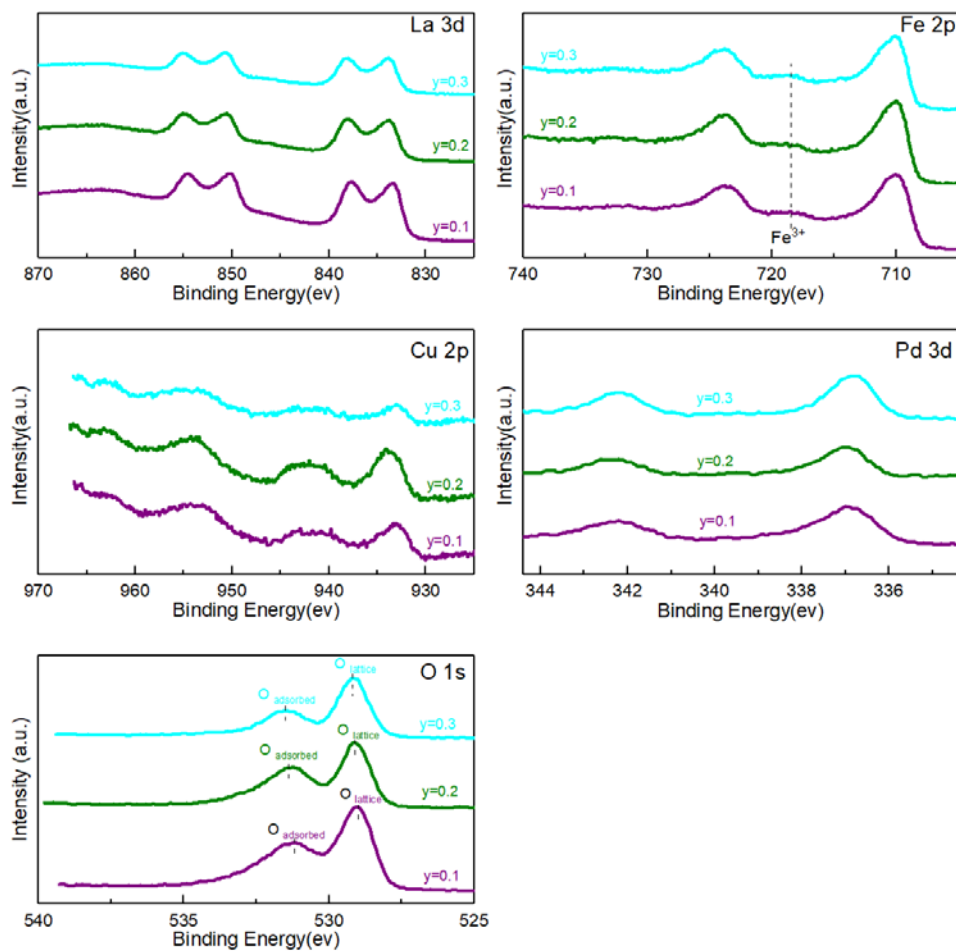 La 3d
Intensity(a.u.)
y=0.3
y=0.2
y=0.1
870 860 850 840 830
Binding Energy(ev)
Fe 2p
Intensity(a.u.)
y=0.3
y=0.2
y=0.1
Fe3+
740 730 720 710
Binding Energy(ev)
Cu 2p
Intensity(a.u.)
y=0.3
y=0.2
y=0.1
970 960 950 940 930
Binding Energy(ev)
Pd 3d
Intensity(a.u.)
y=0.3
y=0.2
y=0.1
344 342 340 338 336
Binding Energy(ev)
O 1s
Intensity (a.u.)
O lattice
O adsorbed
y=0.3
O lattice
O adsorbed
y=0.2
O lattice
O adsorbed
y=0.1
540 535 530 525
Binding Energy(ev)